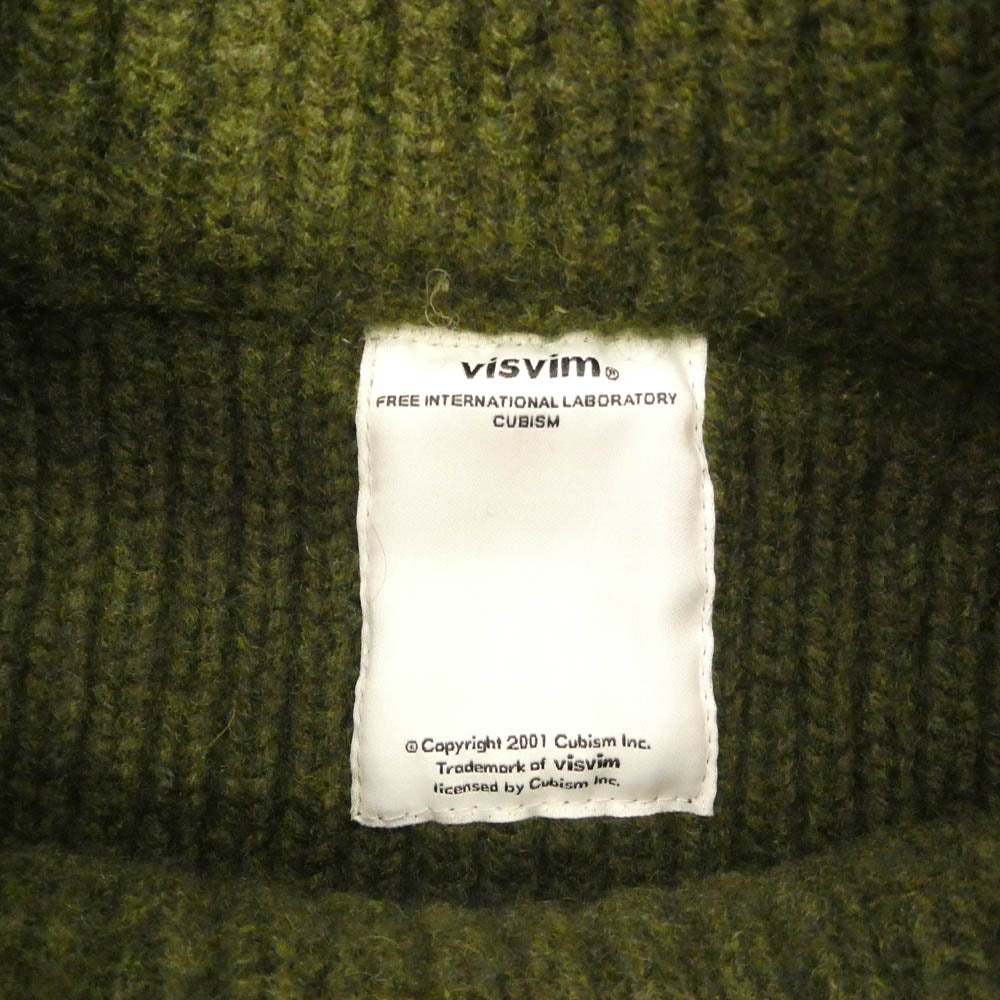 visvim®
FREE INTERNATIONAL LABORATORY
CUBISM
© Copyright 2001 Cubism Inc.
Trademark of visvim
licensed by Cubism Inc.